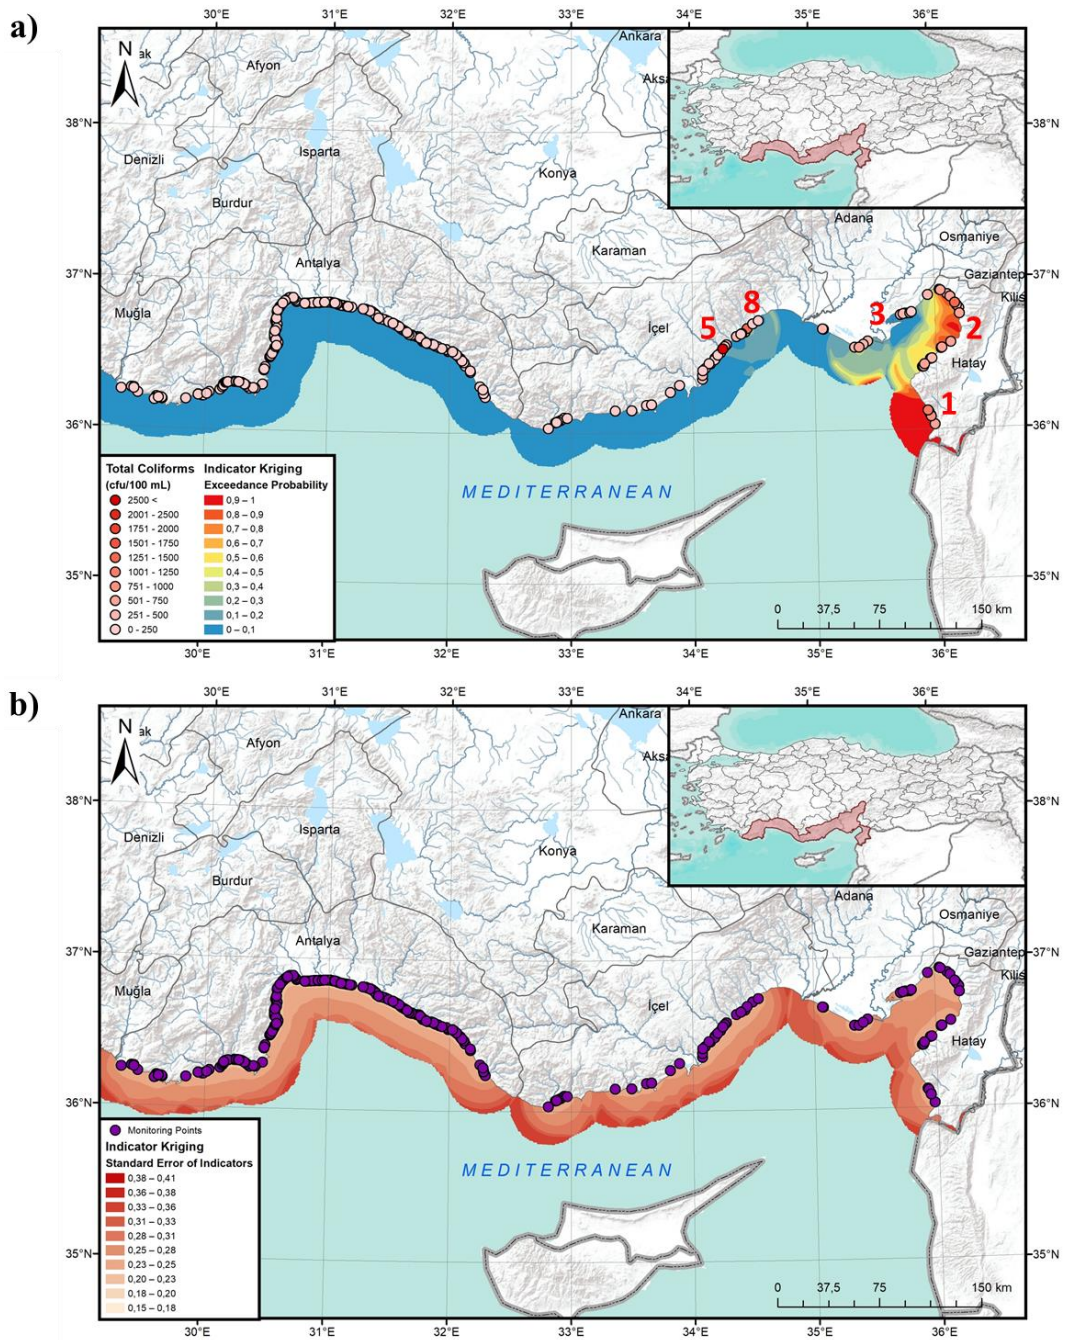 a)
30°E 31°E 32°E 33°E 34°E 35°E 36°E
N
ak
Afyon
Ankara
Aksa
38°N
38°N
Denizli
Isparta
Konya
Burdur
Adana
Osmaniye
Karaman
Antalya
Gaziantep
37°N
37°N
Kilis
Muğla
İçel
5
8
3
2
Hatay
1
36°N
36°N
MEDITERRANEAN
Total Coliforms
(cfu/100 mL)
2500 <
2001 - 2500
1751 - 2000
1501 - 1750
1251 - 1500
1001 - 1250
751 - 1000
501 - 750
251 - 500
0 - 250
Indicator Kriging
Exceedance Probability
0,9 – 1
0,8 – 0,9
0,7 – 0,8
0,6 – 0,7
0,5 – 0,6
0,4 – 0,5
0,3 – 0,4
0,2 – 0,3
0,1 – 0,2
0 – 0,1
35°N
35°N
0 37,5 75 150 km
30°E 31°E 32°E 33°E 34°E 35°E 36°E
b)
30°E 31°E 32°E 33°E 34°E 35°E 36°E
N
ak
Afyon
Ankara
Aksa
38°N
38°N
Denizli
Isparta
Konya
Burdur
Adana
Osmaniye
Karaman
Antalya
Gaziantep
37°N
37°N
Kilis
Muğla
İçel
Hatay
36°N
36°N
MEDITERRANEAN
Monitoring Points
Indicator Kriging
Standard Error of Indicators
0,38 – 0,41
0,36 – 0,38
0,33 – 0,36
0,31 – 0,33
0,28 – 0,31
0,25 – 0,28
0,23 – 0,25
0,20 – 0,23
0,18 – 0,20
0,15 – 0,18
35°N
35°N
0 37,5 75 150 km
30°E 31°E 32°E 33°E 34°E 35°E 36°E